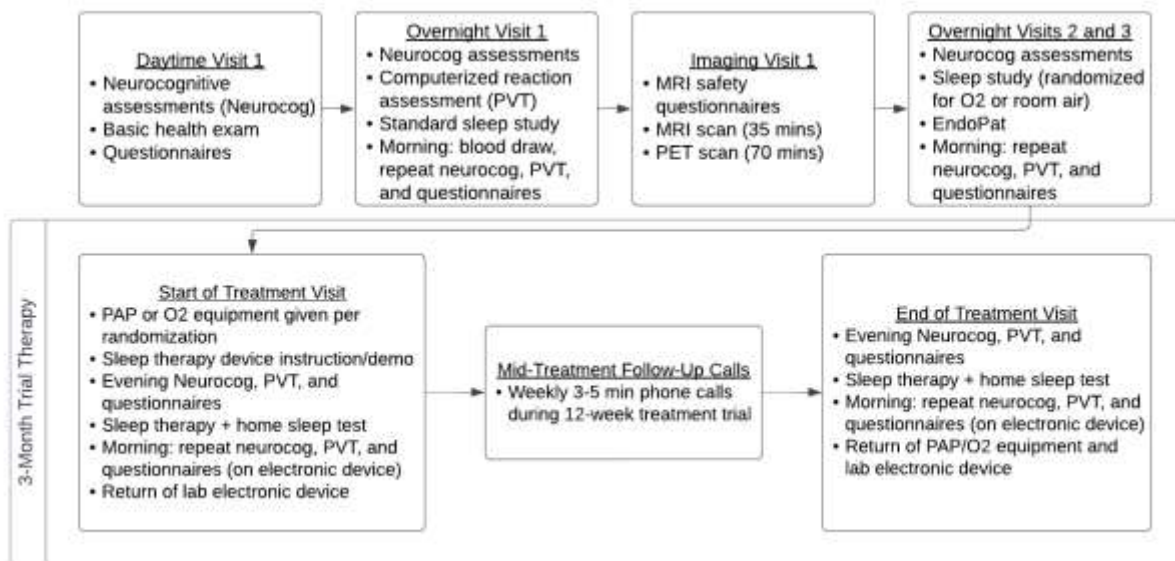 Daytime Visit 1
• Neurocognitive
assessments (Neurocog)
• Basic health exam
• Questionnaires
Overnight Visit 1
• Neurocog assessments
• Computerized reaction
assessment (PVT)
• Standard sleep study
• Morning: blood draw,
repeat neurocog, PVT,
and questionnaires
Imaging Visit 1
• MRI safety
questionnaires
• MRI scan (35 mins)
• PET scan (70 mins)
Overnight Visits 2 and 3
• Neurocog assessments
• Sleep study (randomized
for O2 or room air)
• EndoPat
• Morning: repeat
neurocog, PVT, and
questionnaires
3-Month Trial Therapy
Start of Treatment Visit
• PAP or O2 equipment given per
randomization
• Sleep therapy device instruction/demo
• Evening Neurocog, PVT, and
questionnaires
• Sleep therapy + home sleep test
• Morning: repeat neurocog, PVT, and
questionnaires (on electronic device)
• Return of lab electronic device
Mid-Treatment Follow-Up Calls
• Weekly 3-5 min phone calls
during 12-week treatment trial
End of Treatment Visit
• Evening Neurocog, PVT, and
questionnaires
• Sleep therapy + home sleep test
• Morning: repeat neurocog, PVT, and
questionnaires (on electronic device)
• Return of PAP/O2 equipment and
lab electronic device